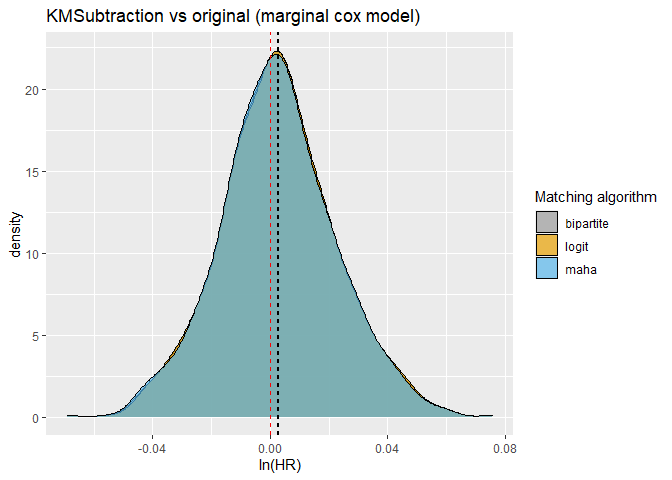 KMSubtraction vs original (marginal cox model)
20
15
10
5
0
density
-0.04
0.00
0.04
0.08
ln(HR)
Matching algorithm
bipartite
logit
maha